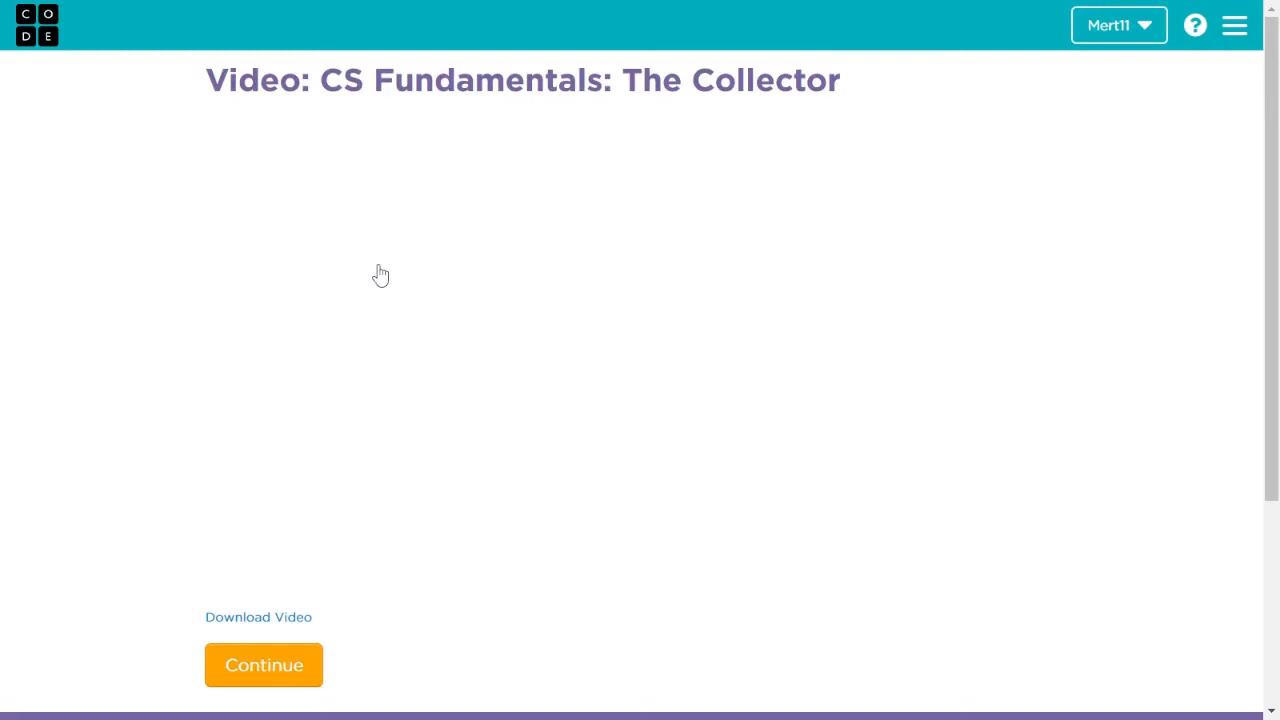 C O
D E
Mert11
?
Video: CS Fundamentals: The Collector
Download Video
Continue